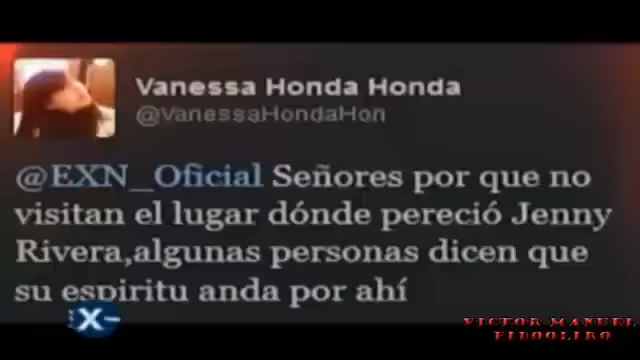 Vanessa Honda Honda
@VanessaHondaHon
@EXN_Oficial Señores por que no
visitan el lugar dónde pereció Jenny
Rivera,algunas personas dicen que
su espiritu anda por ahí
X
VICTOR MANUEL